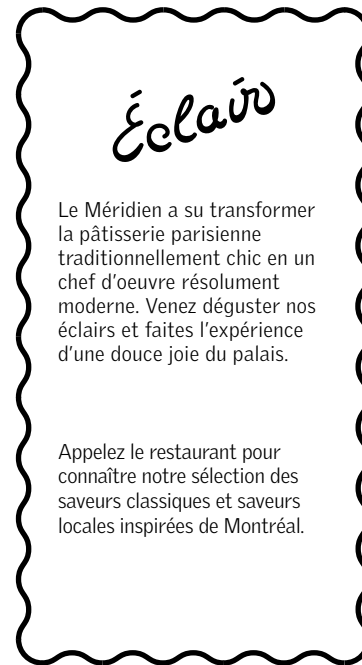 Éclair
Le Méridien a su transformer
la pâtisserie parisienne
traditionnellement chic en un
chef d'oeuvre résolument
moderne. Venez déguster nos
éclairs et faites l'expérience
d'une douce joie du palais.
Appelez le restaurant pour
connaître notre sélection des
saveurs classiques et saveurs
locales inspirées de Montréal.